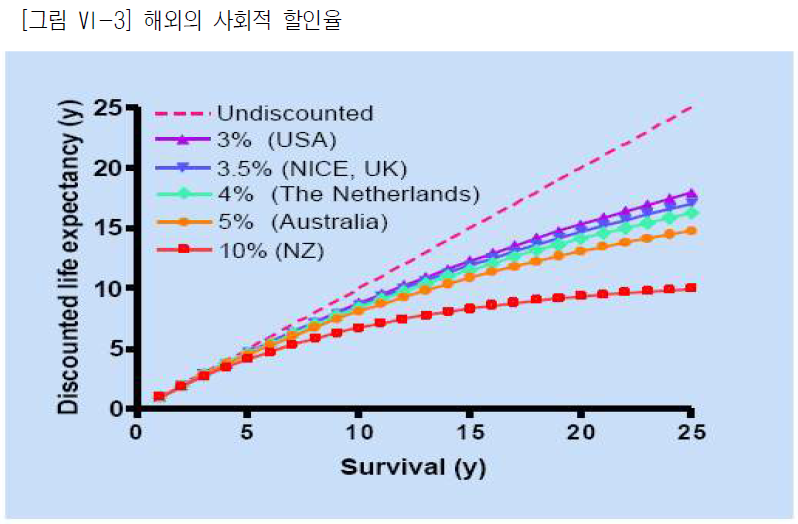 [그림 Ⅵ-3] 해외의 사회적 할인율
Discounted life expectancy (y)
25
20
15
10
5
0
Undiscounted
3% (USA)
3.5% (NICE, UK)
4% (The Netherlands)
5% (Australia)
10% (NZ)
0 5 10 15 20 25
Survival (y)